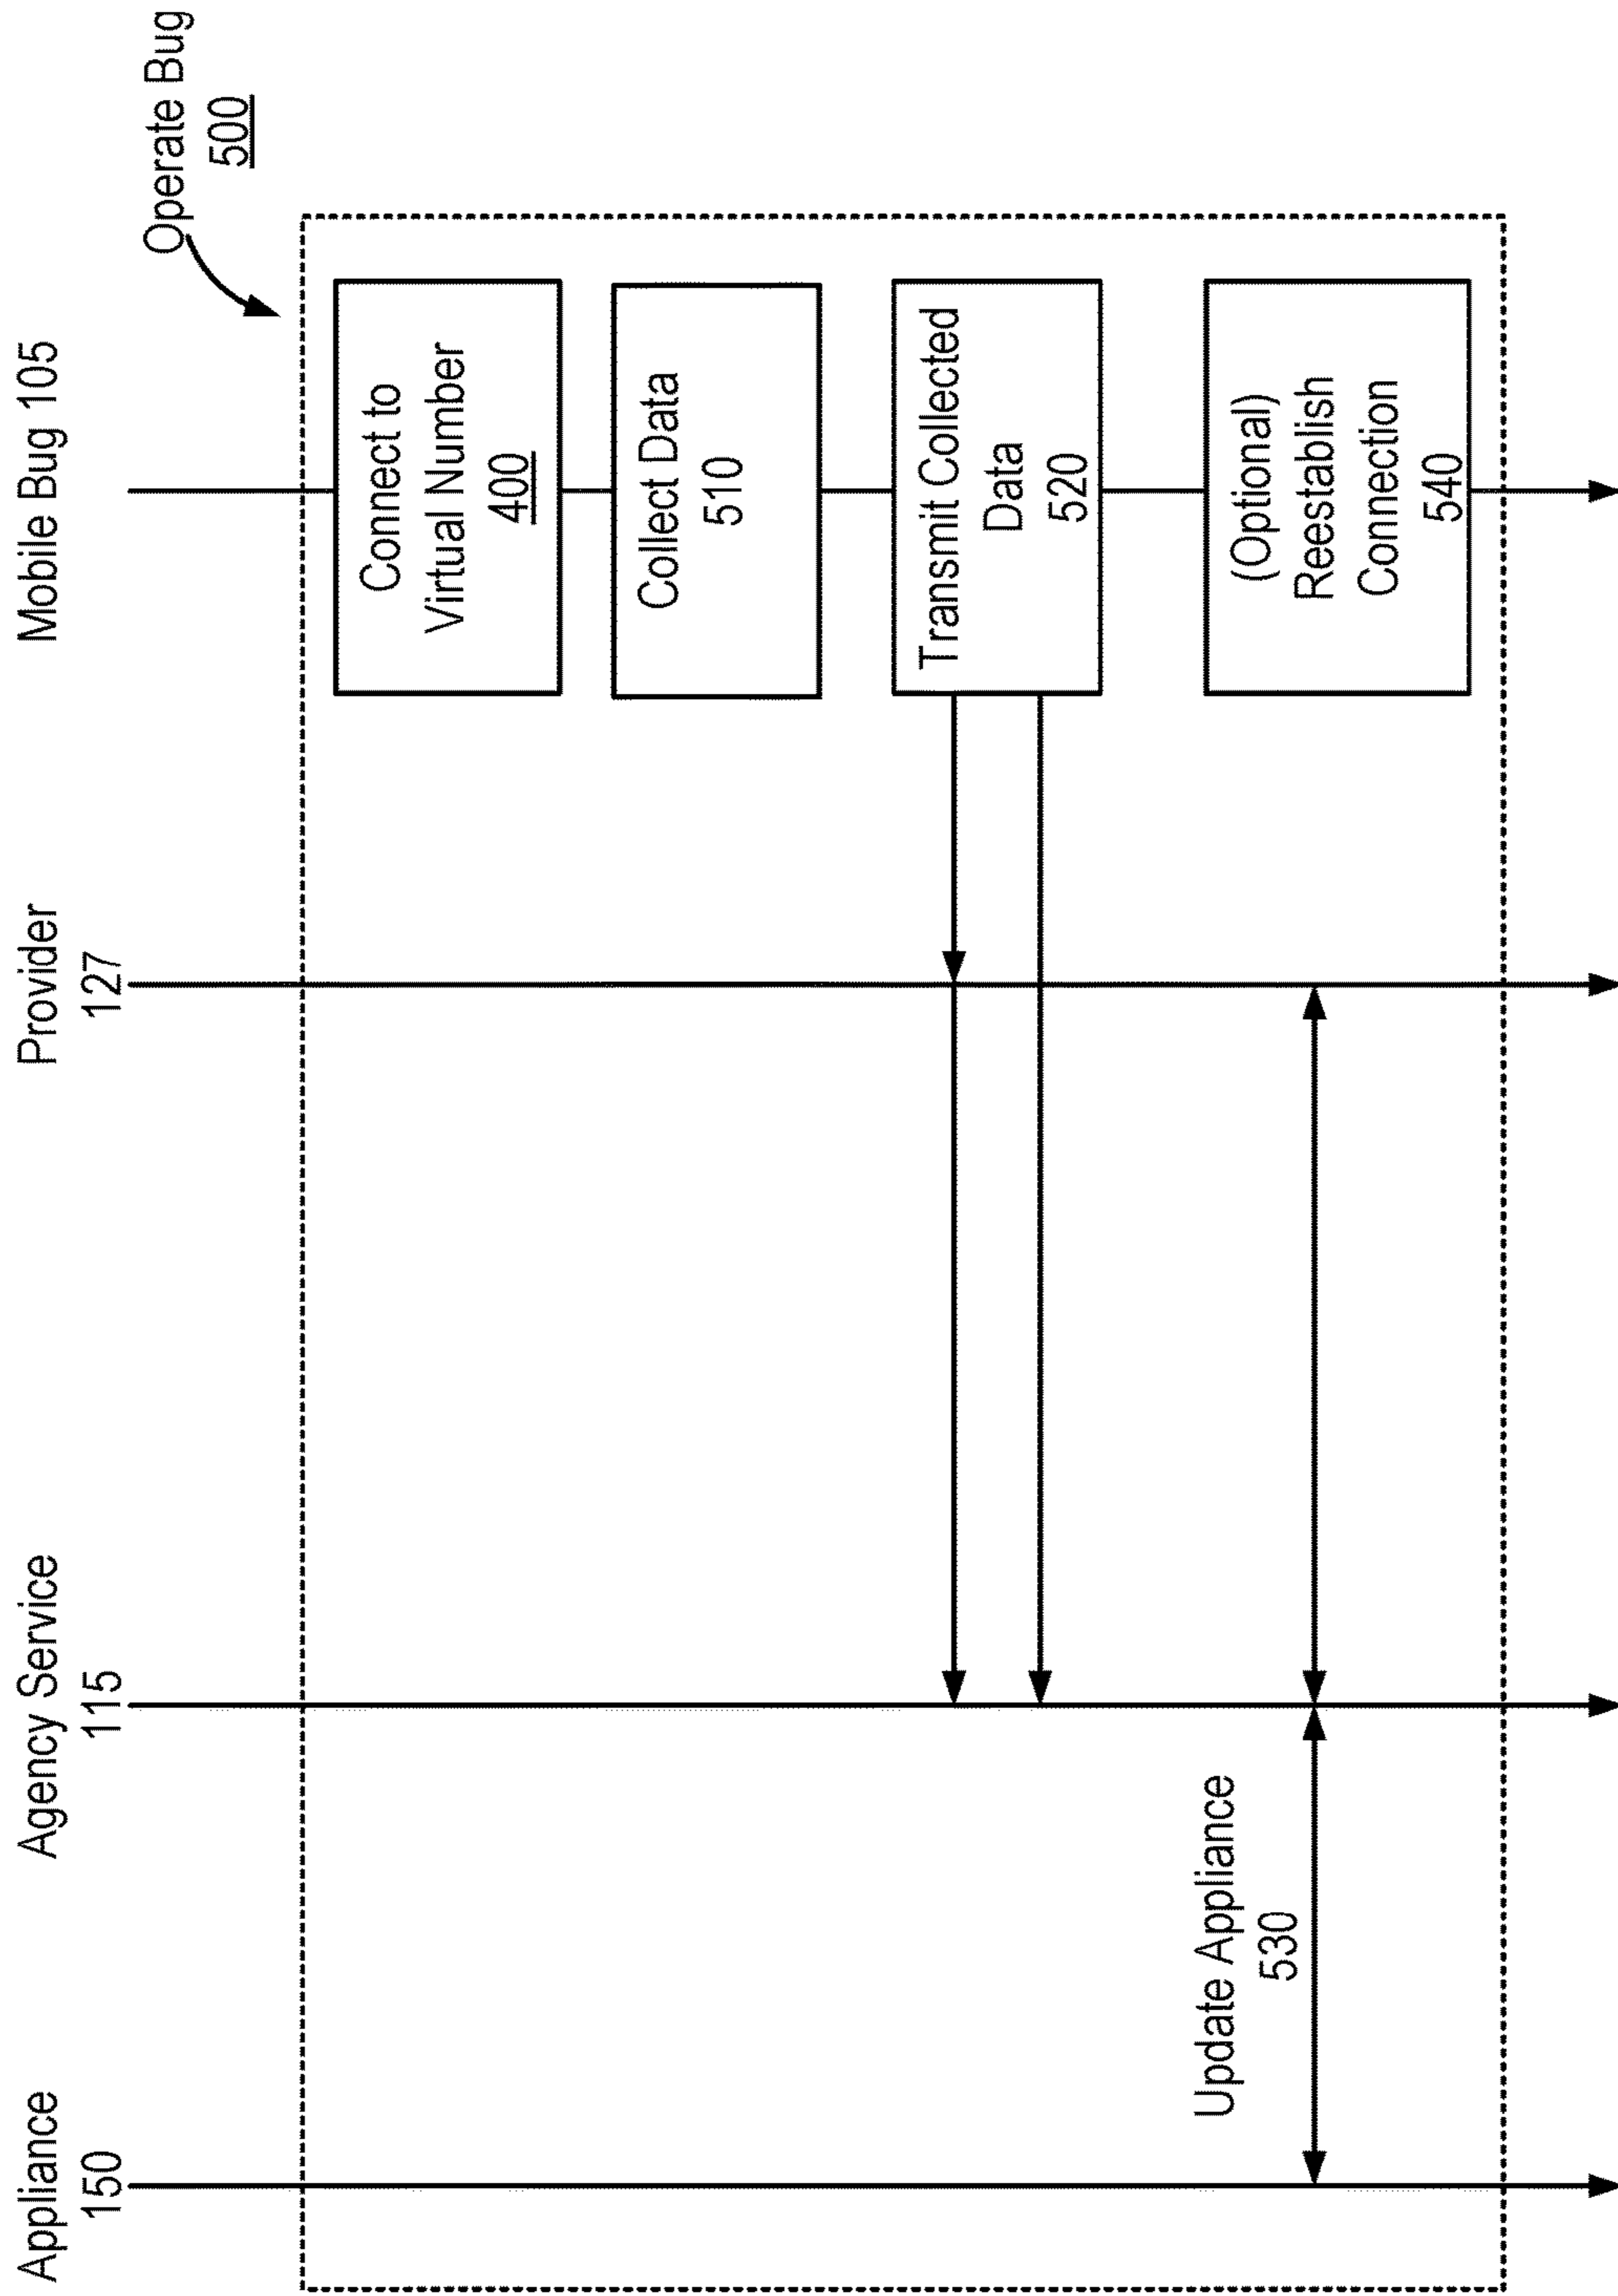 Appliance
150
Agency Service
115
Provider
127
Mobile Bug 105
Operate Bug
500
Connect to
Virtual Number
400
Collect Data
510
Transmit Collected
Data
520
Update Appliance
530
(Optional)
Reestablish
Connection
540